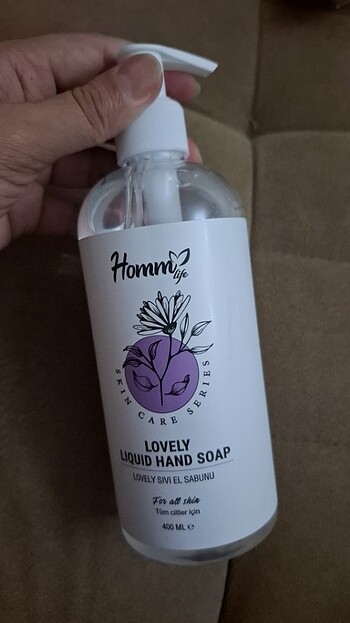 Homm
life
SKIN CARE SERIES
LOVELY
LIQUID HAND SOAP
LOVELY SIVI EL SABUNU
For all skin
Tüm ciltler için
400 ML ℮